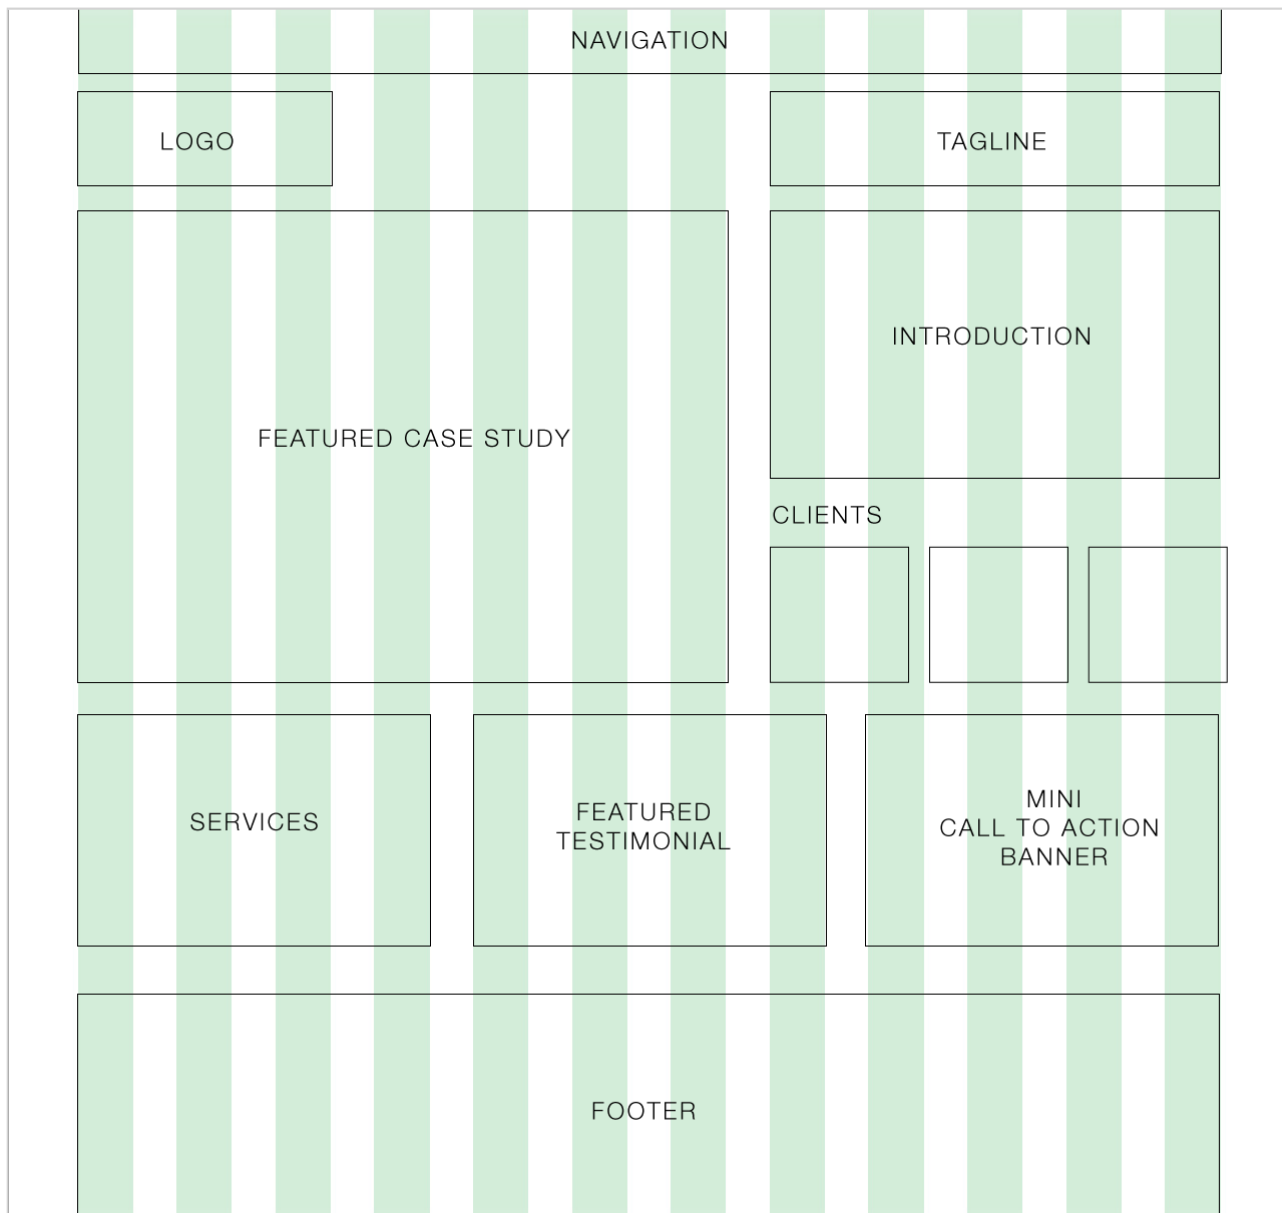 NAVIGATION
LOGO
TAGLINE
FEATURED CASE STUDY
INTRODUCTION
CLIENTS
SERVICES
FEATURED
TESTIMONIAL
MINI
CALL TO ACTION
BANNER
FOOTER